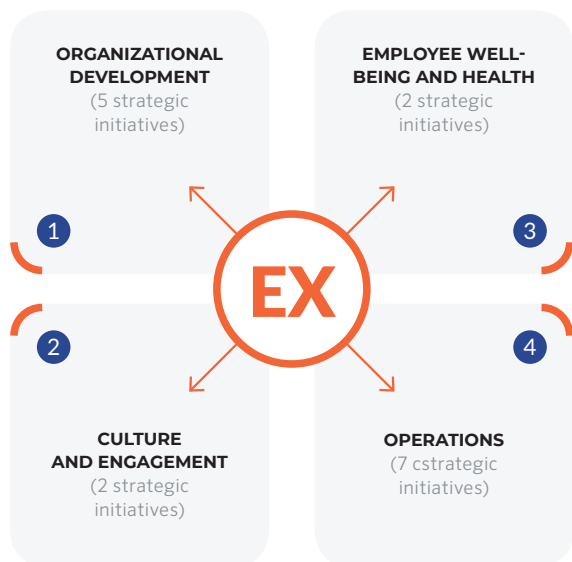 ORGANIZATIONAL
DEVELOPMENT
(5 strategic
initiatives)
1
EMPLOYEE WELL-
BEING AND HEALTH
(2 strategic
initiatives)
3
EX
2
CULTURE
AND ENGAGEMENT
(2 strategic
initiatives)
4
OPERATIONS
(7 cstrategic
initiatives)